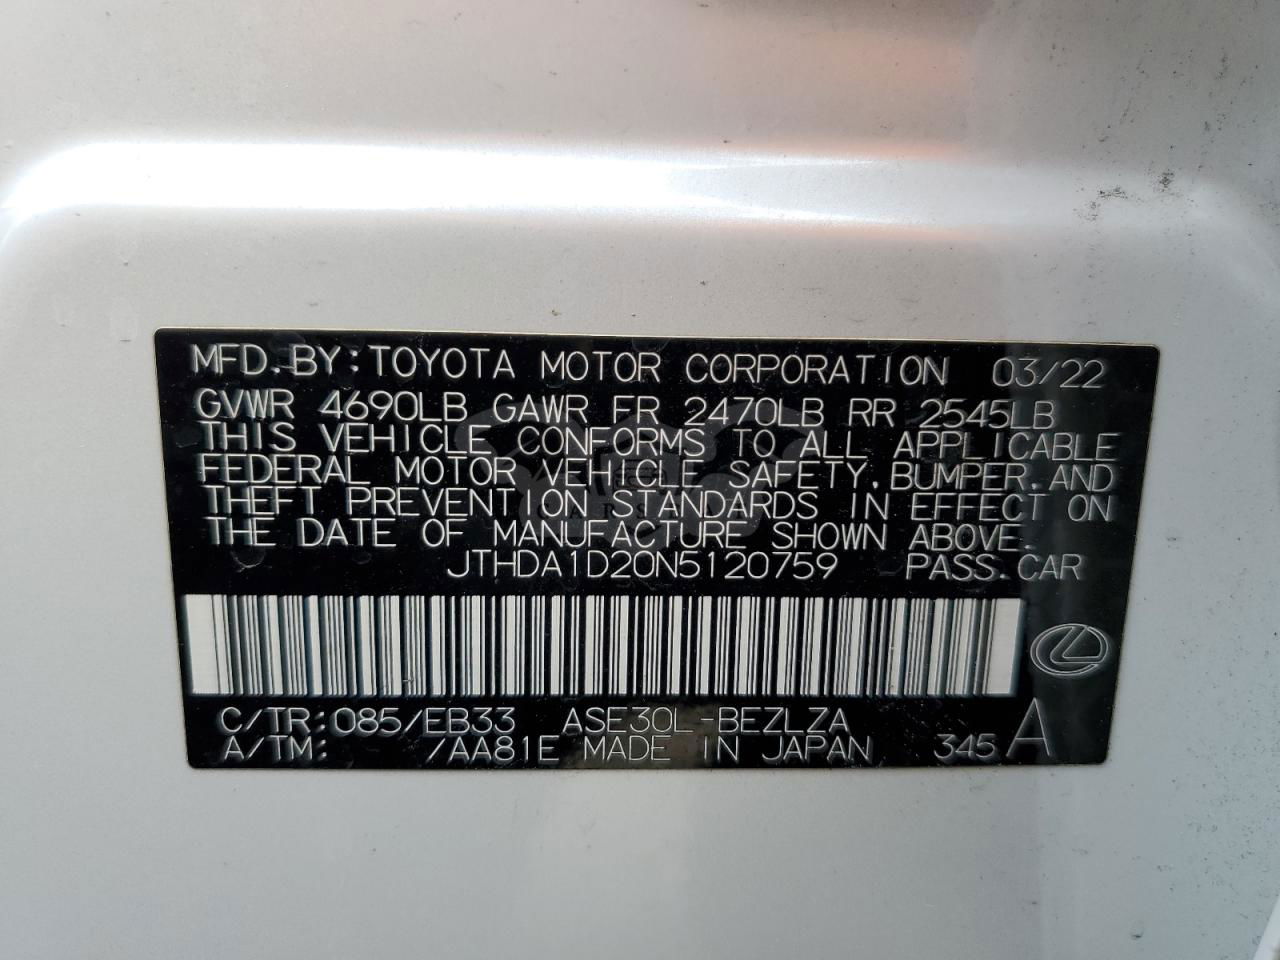 MFD.BY:TOYOTA MOTOR CORPORATION 03/22
GVWR 4690LB GAWR FR 2470LB RR 2545LB
THIS VEHICLE CONFORMS TO ALL APPLICABLE
FEDERAL MOTOR VEHICLE SAFETY,BUMPER,AND
THEFT PREVENTION STANDARDS IN EFFECT ON
THE DATE OF MANUFACTURE SHOWN ABOVE.
JTHDA1D20N5120759 PASS.CAR
C/TR:085/EB33 ASE30L-BEZLZA
A/TM: /AA81E MADE IN JAPAN 345 A